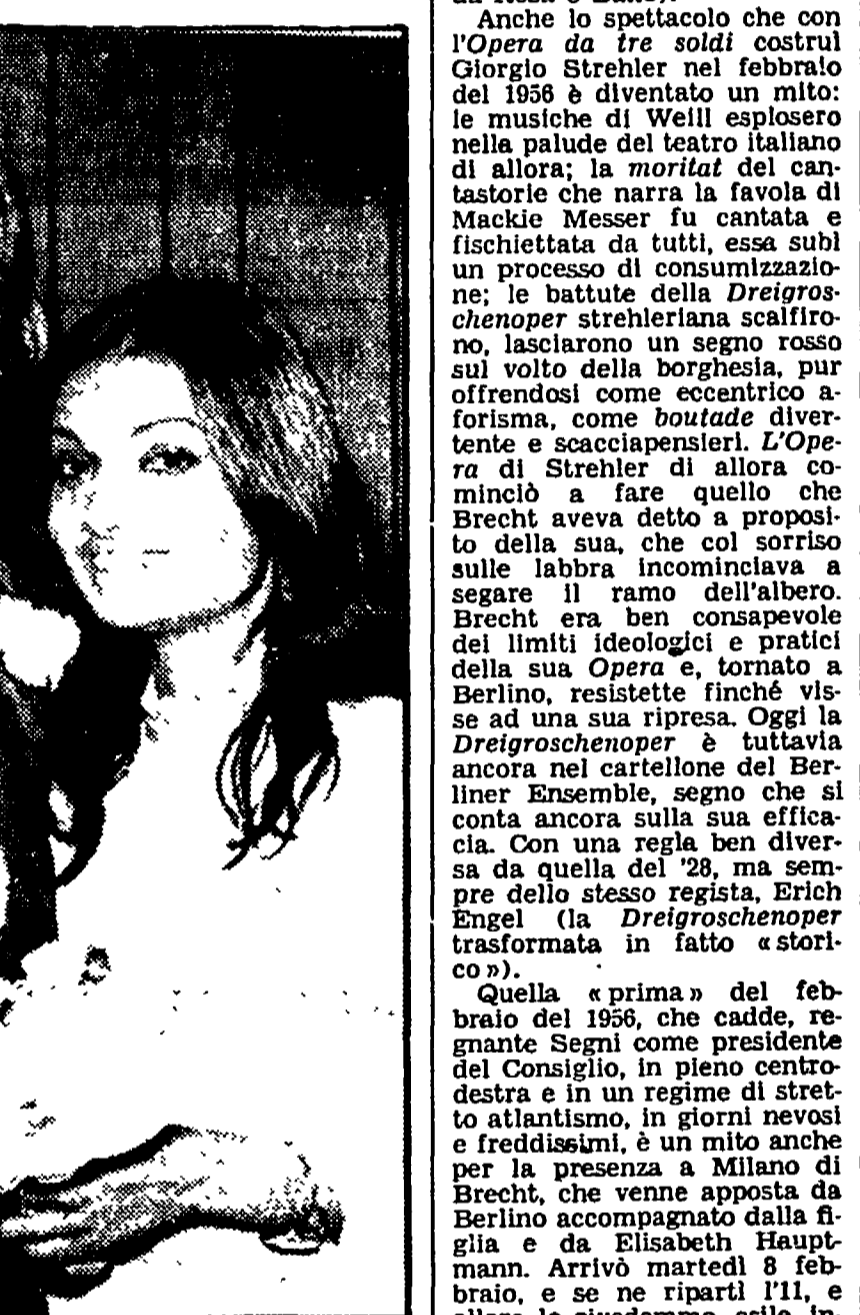 Anche lo spettacolo che con
l'Opera da tre soldi costruì
Giorgio Strehler nel febbraio
del 1956 è diventato un mito:
le musiche di Weill esplosero
nella palude del teatro italiano
di allora; la moritat del can-
tastorie che narra la favola di
Mackie Messer fu cantata e
fischiettata da tutti, essa subì
un processo di consumizzazio-
ne; le battute della Dreigros-
chenoper strehleriana scalfiro-
no, lasciarono un segno rosso
sul volto della borghesia, pur
offrendosi come eccentrico a-
forisma, come boutade diver-
tente e scacciapensieri. L'Ope-
ra di Strehler di allora co-
minciò a fare quello che
Brecht aveva detto a proposi-
to della sua, che col sorriso
sulle labbra incominciava a
segare il ramo dell'albero.
Brecht era ben consapevole
dei limiti ideologici e pratici
della sua Opera e, tornato a
Berlino, resistette finché vis-
se ad una sua ripresa. Oggi la
Dreigroschenoper è tuttavia
ancora nel cartellone del Ber-
liner Ensemble, segno che si
conta ancora sulla sua effica-
cia. Con una regia ben diver-
sa da quella del '28, ma sem-
pre dello stesso regista, Erich
Engel (la Dreigroschenoper
trasformata in fatto «stori-
co»).
Quella «prima» del feb-
braio del 1956, che cadde, re-
gnante Segni come presidente
del Consiglio, in pieno centro-
destra e in un regime di stret-
to atlantismo, in giorni nevosi
e freddissimi, è un mito anche
per la presenza a Milano di
Brecht, che venne apposta da
Berlino accompagnato dalla fi-
glia e da Elisabeth Haupt-
mann. Arrivò martedì 8 feb-
braio, e se ne ripartì l'11, e